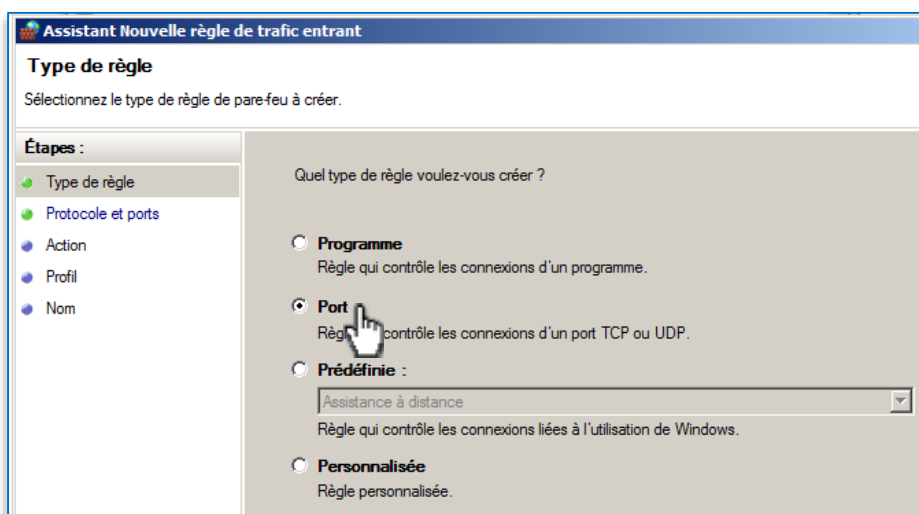 Assistant Nouvelle règle de trafic entrant
Type de règle
Sélectionnez le type de règle de pare-feu à créer.
Étapes :
Type de règle
Protocole et ports
Action
Profil
Nom
Quel type de règle voulez-vous créer ?
Programme
Règle qui contrôle les connexions d'un programme.
Port
contrôle les connexions d'un port TCP ou UDP.
Prédéfinie :
Assistance à distance
Règle qui contrôle les connexions liées à l'utilisation de Windows.
Personnalisée
Règle personnalisée.